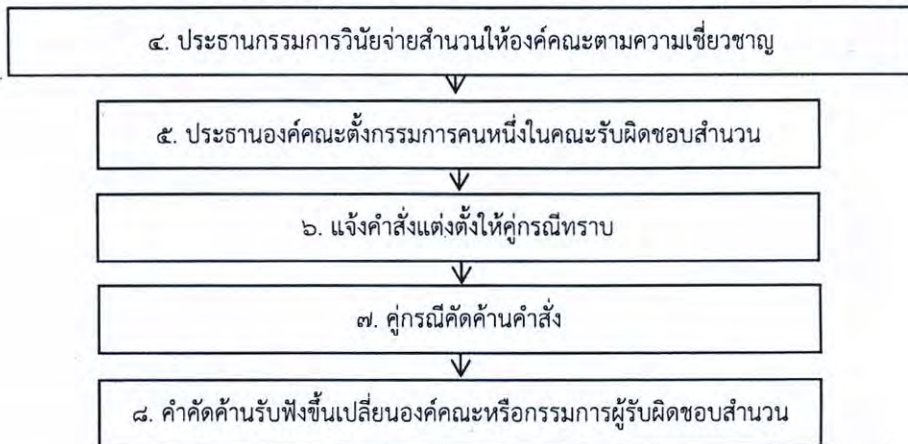 ๔. ประธานกรรมการวินัยจ่ายสำนวนให้องค์คณะตามความเชี่ยวชาญ
๕. ประธานองค์คณะตั้งกรรมการคนหนึ่งในคณะรับผิดชอบสำนวน
๖. แจ้งคำสั่งแต่งตั้งให้คู่กรณีทราบ
๗. คู่กรณีคัดค้านคำสั่ง
๘. คำคัดค้านรับฟังขึ้นเปลี่ยนองค์คณะหรือกรรมการผู้รับผิดชอบสำนวน